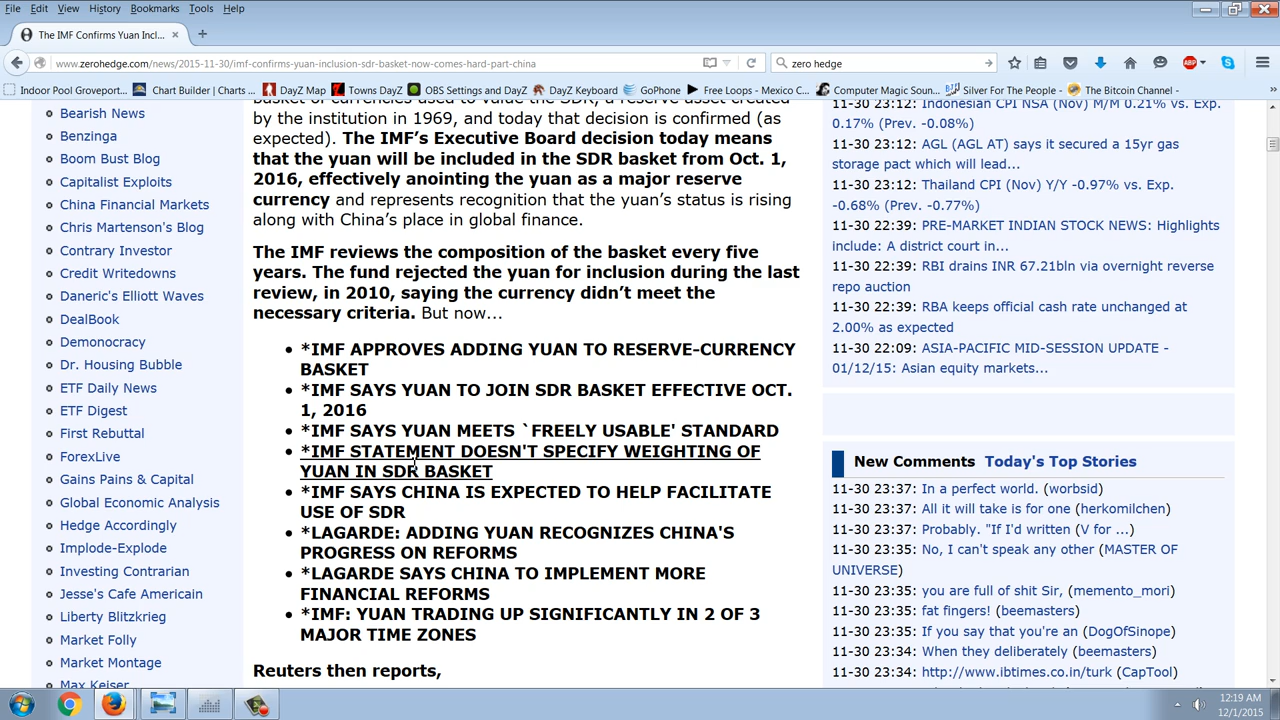 File Edit View History Bookmarks Tools Help
The IMF Confirms Yuan Incl...
www.zerohedge.com/news/2015-11-30/imf-confirms-yuan-inclusion-sdr-basket-now-comes-hard-part-china
zero hedge
Indoor Pool Groveport... Chart Builder | Charts ... DayZ Map Town DayZ OBS Settings and DayZ DayZ Keyboard GoPhone Free Loops - Mexico C... Computer Magic Soun... Silver For The People - The Bitcoin Channel -
Bearish News
Benzinga
Boom Bust Blog
Capitalist Exploits
China Financial Markets
Chris Martenson's Blog
Contrary Investor
Credit Writedowns
Daneric's Elliott Waves
DealBook
Demonocracy
Dr. Housing Bubble
ETF Daily News
ETF Digest
First Rebuttal
ForexLive
Gains Pains & Capital
Global Economic Analysis
Hedge Accordingly
Implode-Explode
Investing Contrarian
Jesse's Cafe Americain
Liberty Blitzkrieg
Market Folly
Market Montage
Max Keiser
basket of currencies used to value the SDR, a reserve asset created
by the institution in 1969, and today that decision is confirmed (as
expected). The IMF’s Executive Board decision today means
that the yuan will be included in the SDR basket from Oct. 1,
2016, effectively anointing the yuan as a major reserve
currency and represents recognition that the yuan’s status is rising
along with China’s place in global finance.
The IMF reviews the composition of the basket every five
years. The fund rejected the yuan for inclusion during the last
review, in 2010, saying the currency didn’t meet the
necessary criteria. But now…
*IMF APPROVES ADDING YUAN TO RESERVE-CURRENCY
BASKET
*IMF SAYS YUAN TO JOIN SDR BASKET EFFECTIVE OCT.
1, 2016
*IMF SAYS YUAN MEETS `FREELY USABLE' STANDARD
*IMF STATEMENT DOESN'T SPECIFY WEIGHTING OF
YUAN IN SDR BASKET
*IMF SAYS CHINA IS EXPECTED TO HELP FACILITATE
USE OF SDR
*LAGARDE: ADDING YUAN RECOGNIZES CHINA'S
PROGRESS ON REFORMS
*LAGARDE SAYS CHINA TO IMPLEMENT MORE
FINANCIAL REFORMS
*IMF: YUAN TRADING UP SIGNIFICANTLY IN 2 OF 3
MAJOR TIME ZONES
Reuters then reports,
11-30 23:12: Indonesian CPI NSA (Nov) M/M 0.21% vs. Exp.
0.17% (Prev. -0.08%)
11-30 23:12: AGL (AGL AT) says it secured a 15yr gas
storage pact which will lead...
11-30 23:12: Thailand CPI (Nov) Y/Y -0.97% vs. Exp.
-0.68% (Prev. -0.77%)
11-30 22:39: PRE-MARKET INDIAN STOCK NEWS: Highlights
include: A district court in...
11-30 22:39: RBI drains INR 67.21bln via overnight reverse
repo auction
11-30 22:39: RBA keeps official cash rate unchanged at
2.00% as expected
11-30 22:09: ASIA-PACIFIC MID-SESSION UPDATE -
01/12/15: Asian equity markets...
New Comments Today's Top Stories
11-30 23:37: In a perfect world. (worbsid)
11-30 23:37: All it will take is for one (herkomilchen)
11-30 23:37: Probably. "If I'd written (V for ...)
11-30 23:35: No, I can't speak any other (MASTER OF
UNIVERSE)
11-30 23:35: you are full of shit Sir, (memento_mori)
11-30 23:35: fat fingers! (beemasters)
11-30 23:35: If you say that you're an (DogOfSinope)
11-30 23:34: When they deliberately (beemasters)
11-30 23:34: http://www.ibtimes.co.in/turk (CapTool)
ABP
12:19 AM
12/1/2015